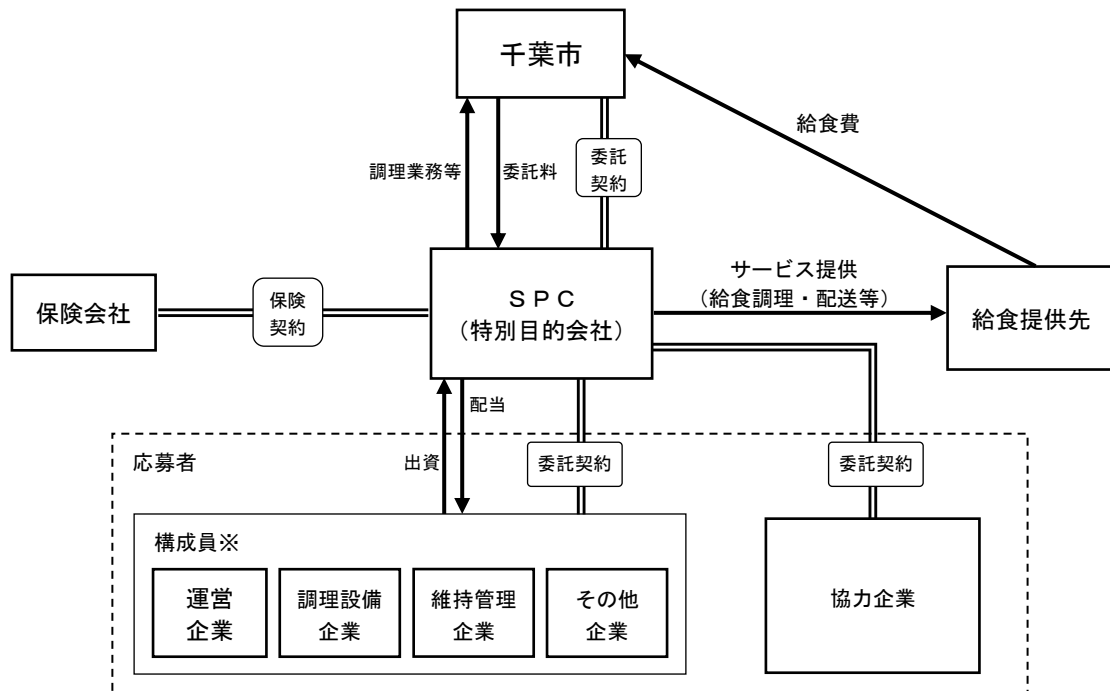 千葉市
給食費
調理業務等
委託料
委託
契約
保険会社
保険
契約
ＳＰＣ
（特別目的会社）
サービス提供
（給食調理・配送等）
給食提供先
配当
応募者
出資
委託契約
委託契約
構成員※
運営
企業
調理設備
企業
維持管理
企業
その他
企業
協力企業